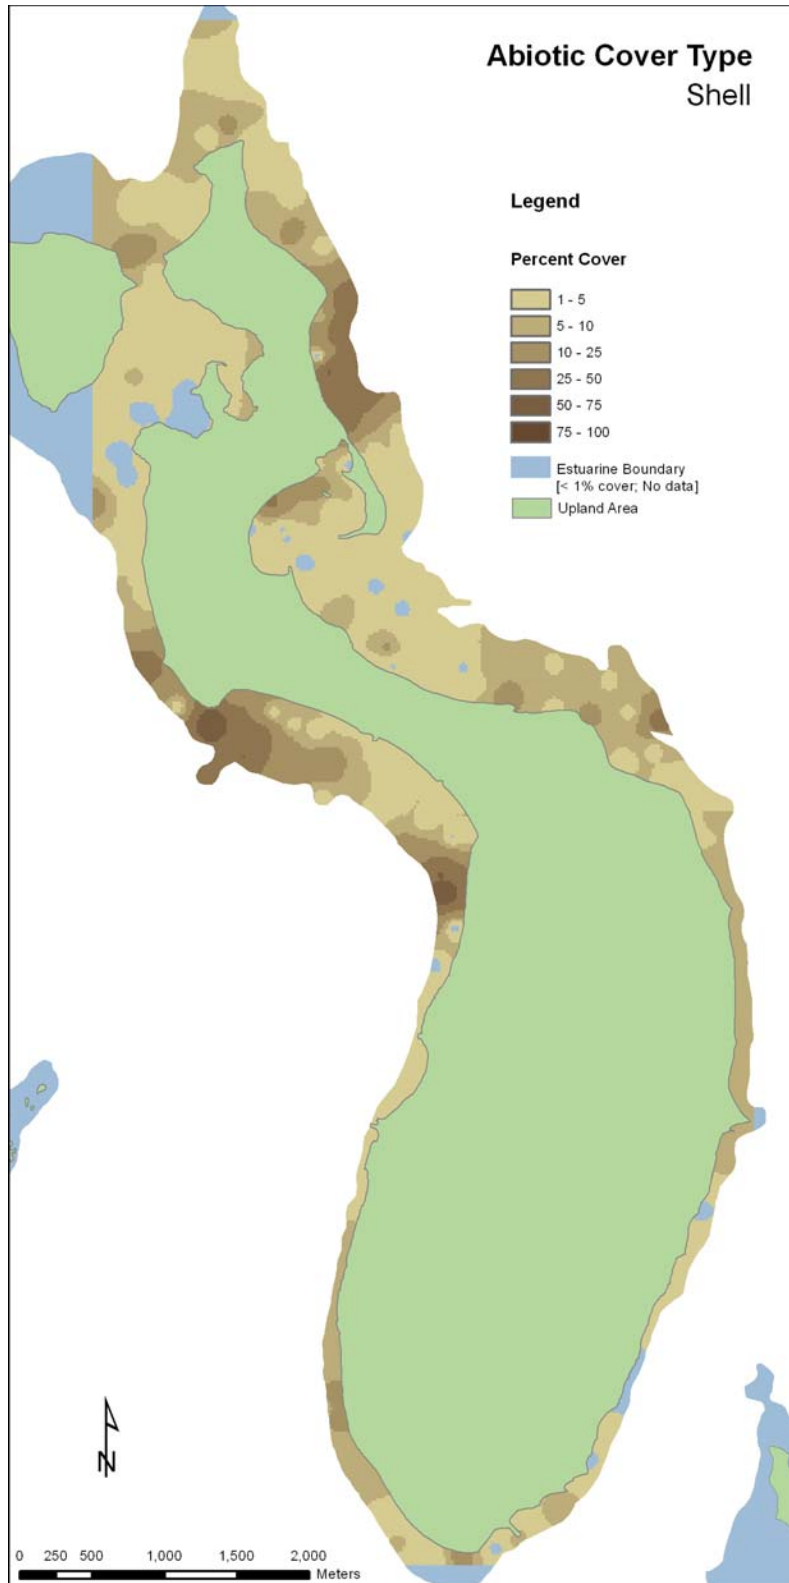 Abiotic Cover Type
Shell
Legend
Percent Cover
1 - 5
5 - 10
10 - 25
25 - 50
50 - 75
75 - 100
Estuarine Boundary
[< 1% cover; No data]
Upland Area
N
0 250 500 1,000 1,500 2,000
Meters